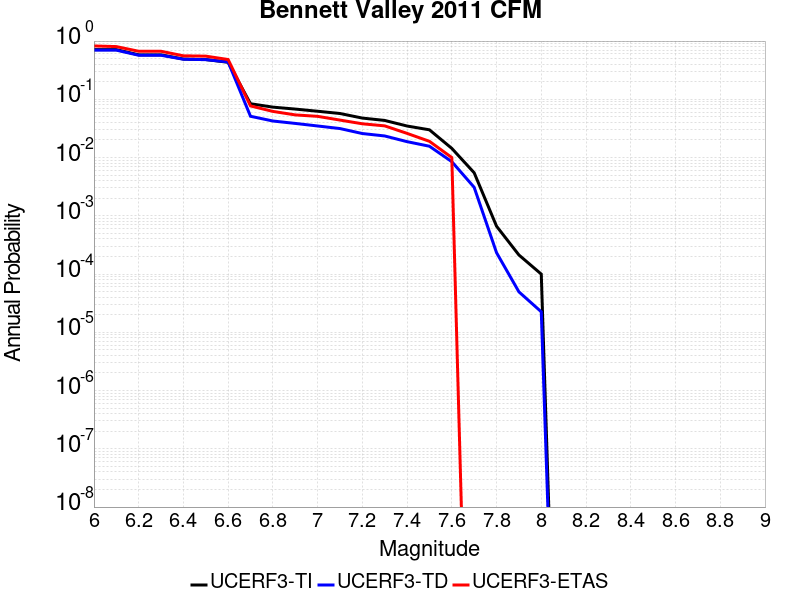 Bennett Valley 2011 CFM
10^0
10^-1
10^-2
10^-3
10^-4
10^-5
10^-6
10^-7
10^-8
Annual Probability
6 6.2 6.4 6.6 6.8 7 7.2 7.4 7.6 7.8 8 8.2 8.4 8.6 8.8 9
Magnitude
UCERF3-TI UCERF3-TD UCERF3-ETAS